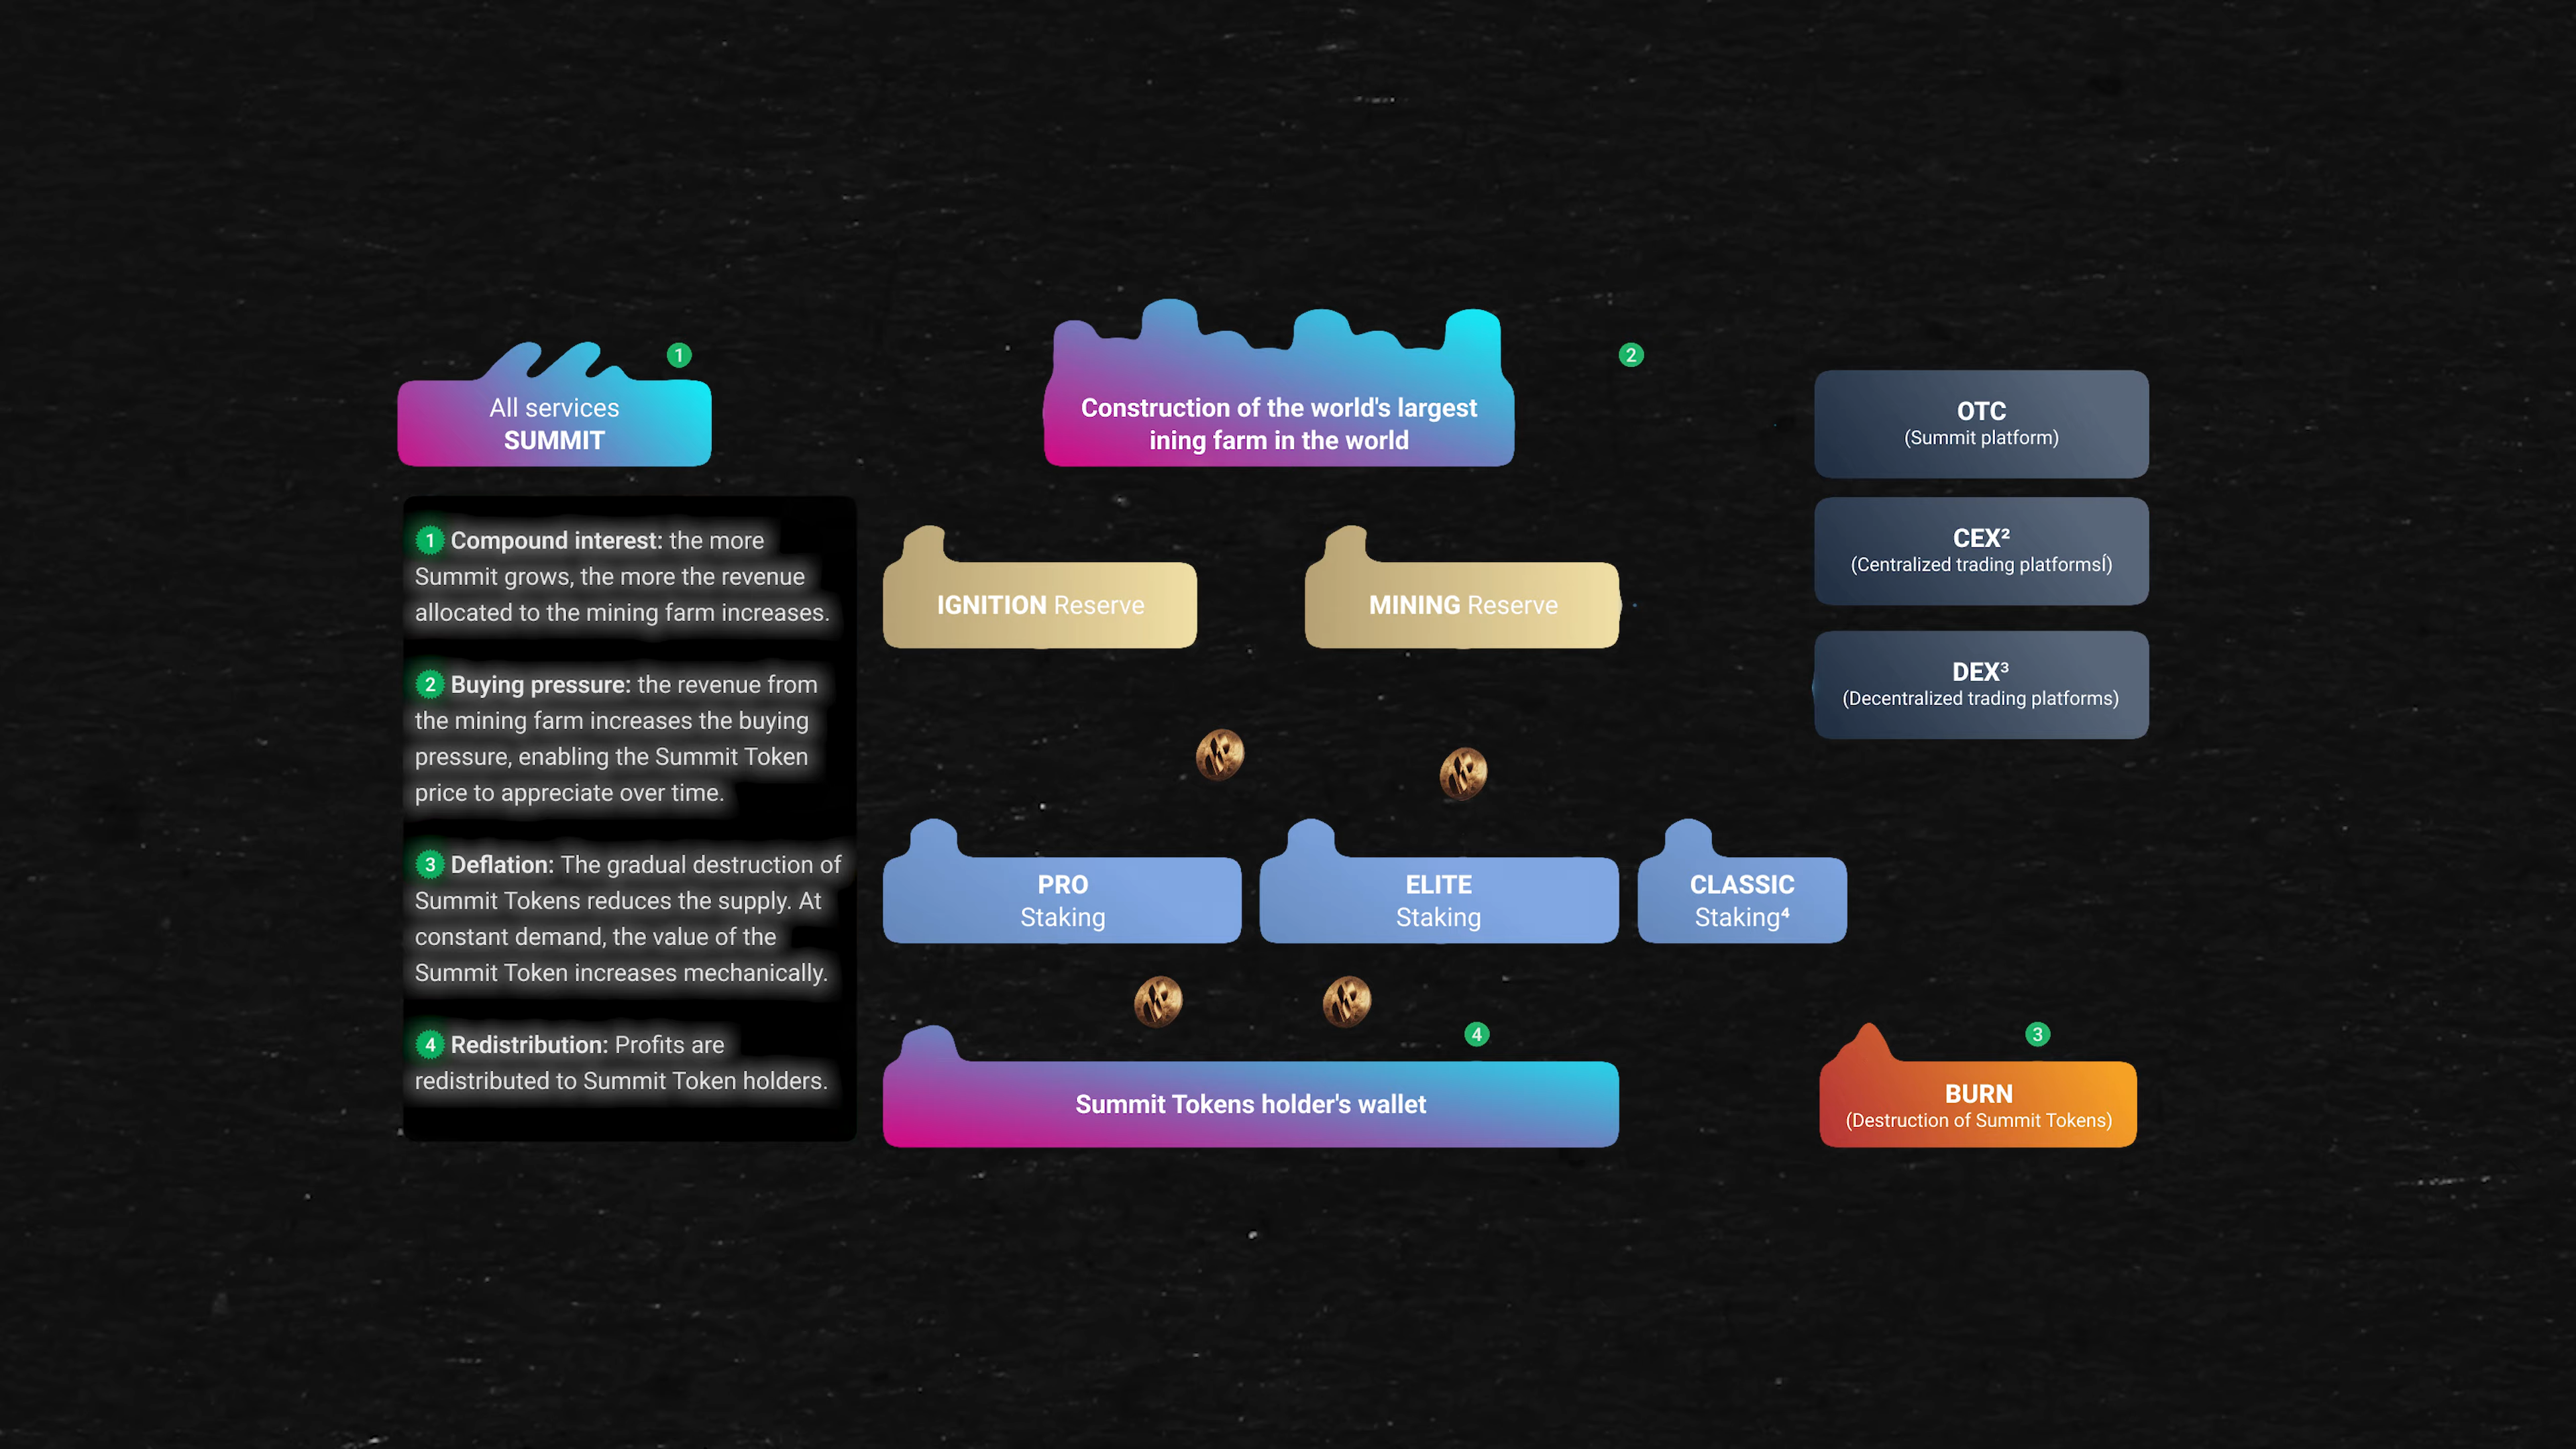 1
All services
SUMMIT
Construction of the world's largest
ining farm in the world
2
OTC
(Summit platform)
CEX²
(Centralized trading platformsÍ)
DEX³
(Decentralized trading platforms)
1 Compound interest: the more
Summit grows, the more the revenue
allocated to the mining farm increases.
2 Buying pressure: the revenue from
the mining farm increases the buying
pressure, enabling the Summit Token
price to appreciate over time.
3 Deflation: The gradual destruction of
Summit Tokens reduces the supply. At
constant demand, the value of the
Summit Token increases mechanically.
4 Redistribution: Profits are
redistributed to Summit Token holders.
IGNITION Reserve
MINING Reserve
PRO
Staking
ELITE
Staking
CLASSIC
Staking⁴
4
Summit Tokens holder's wallet
3
BURN
(Destruction of Summit Tokens)